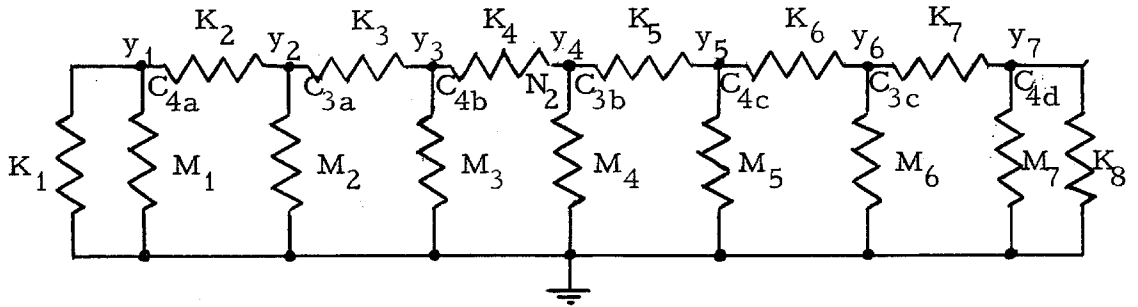 K2 K3 K4 K5 K6 K7
y1 y2 y3 y4 y5 y6 y7
C4a C3a C4b N2 C3b C4c C3c C4d
K1 M1 M2 M3 M4 M5 M6 M7 K8